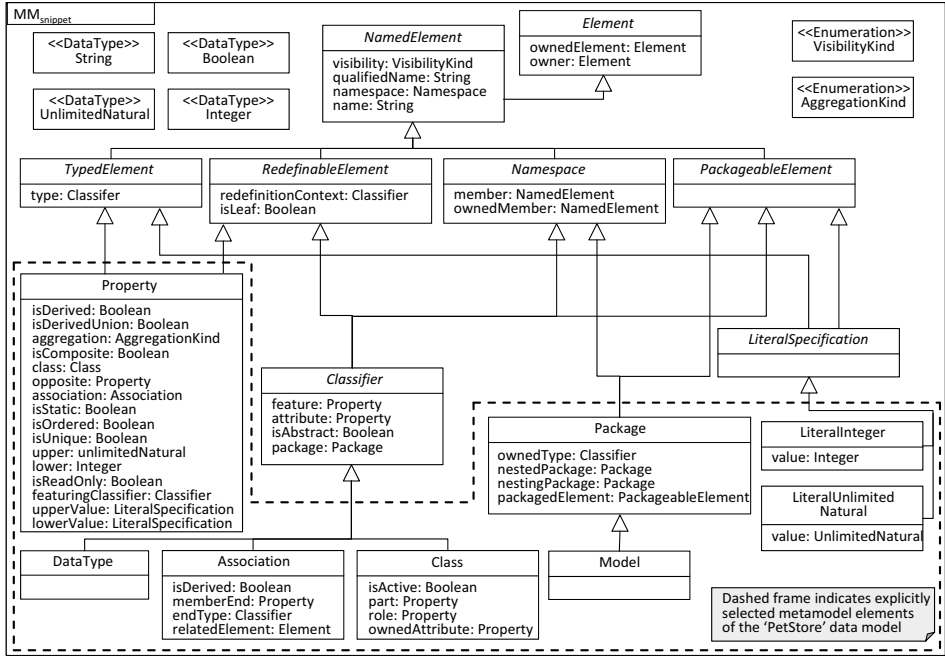 MMsnippet
<<DataType>>
String
<<DataType>>
Boolean
<<DataType>>
UnlimitedNatural
<<DataType>>
Integer
NamedElement
visibility: VisibilityKind
qualifiedName: String
namespace: Namespace
name: String
Element
ownedElement: Element
owner: Element
<<Enumeration>>
VisibilityKind
<<Enumeration>>
AggregationKind
TypedElement
type: Classifer
RedefinableElement
redefinitionContext: Classifier
isLeaf: Boolean
Namespace
member: NamedElement
ownedMember: NamedElement
PackageableElement
Property
isDerived: Boolean
isDerivedUnion: Boolean
aggregation: AggregationKind
isComposite: Boolean
class: Class
opposite: Property
association: Association
isStatic: Boolean
isOrdered: Boolean
isUnique: Boolean
upper: unlimitedNatural
lower: Integer
isReadOnly: Boolean
featuringClassifier: Classifier
upperValue: LiteralSpecification
lowerValue: LiteralSpecification
Classifier
feature: Property
attribute: Property
isAbstract: Boolean
package: Package
LiteralSpecification
Package
ownedType: Classifier
nestedPackage: Package
nestingPackage: Package
packagedElement: PackageableElement
LiteralInteger
value: Integer
LiteralUnlimited
Natural
value: UnlimitedNatural
DataType
Association
isDerived: Boolean
memberEnd: Property
endType: Classifier
relatedElement: Element
Class
isActive: Boolean
part: Property
role: Property
ownedAttribute: Property
Model
Dashed frame indicates explicitly
selected metamodel elements
of the 'PetStore' data model